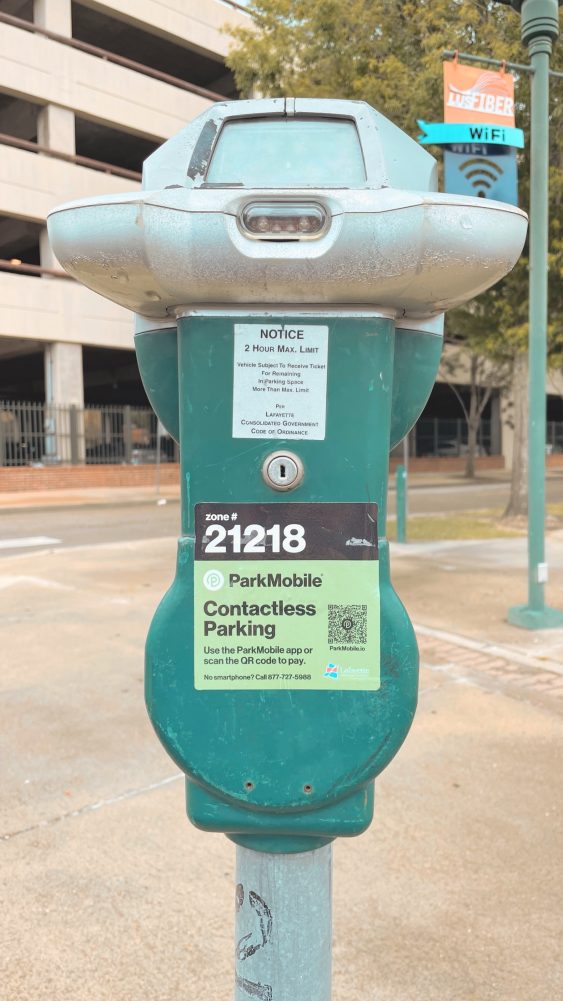 LUSFIBER
WiFi
WiFi
NOTICE
2 Hour Max. Limit
Vehicle Subject To Receive Ticket
For Remaining
In Parking Space
More Than Max. Limit
Per
Lafayette
Consolidated Government
Code of Ordinance
zone #
21218
ParkMobile
Contactless
Parking
Use the ParkMobile app or
scan the QR code to pay.
ParkMobile.io
No smartphone? Call 877-727-5988
Lafayette